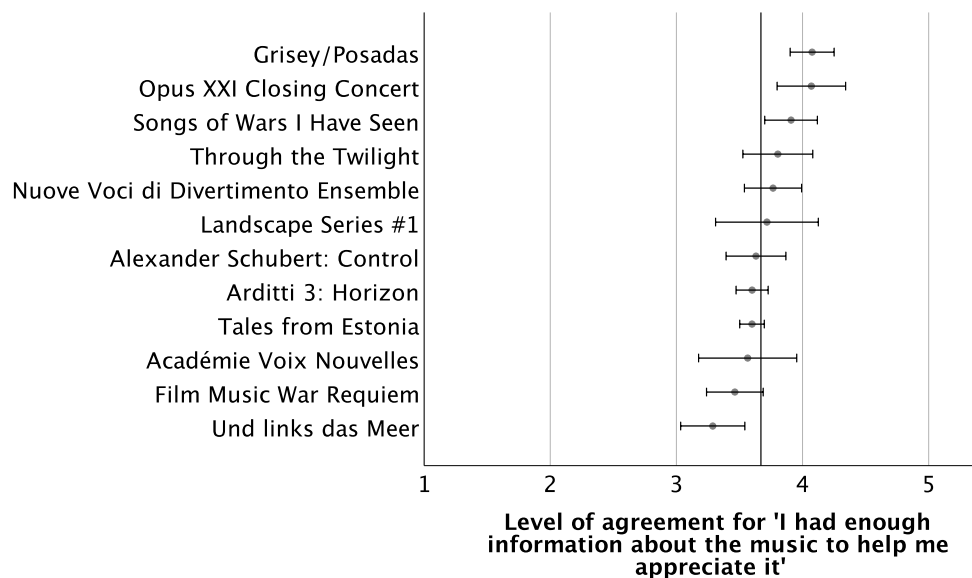 Grisey/Posadas
Opus XXI Closing Concert
Songs of Wars I Have Seen
Through the Twilight
Nuove Voci di Divertimento Ensemble
Landscape Series #1
Alexander Schubert: Control
Arditti 3: Horizon
Tales from Estonia
Académie Voix Nouvelles
Film Music War Requiem
Und links das Meer
1 2 3 4 5
Level of agreement for 'I had enough
information about the music to help me
appreciate it'